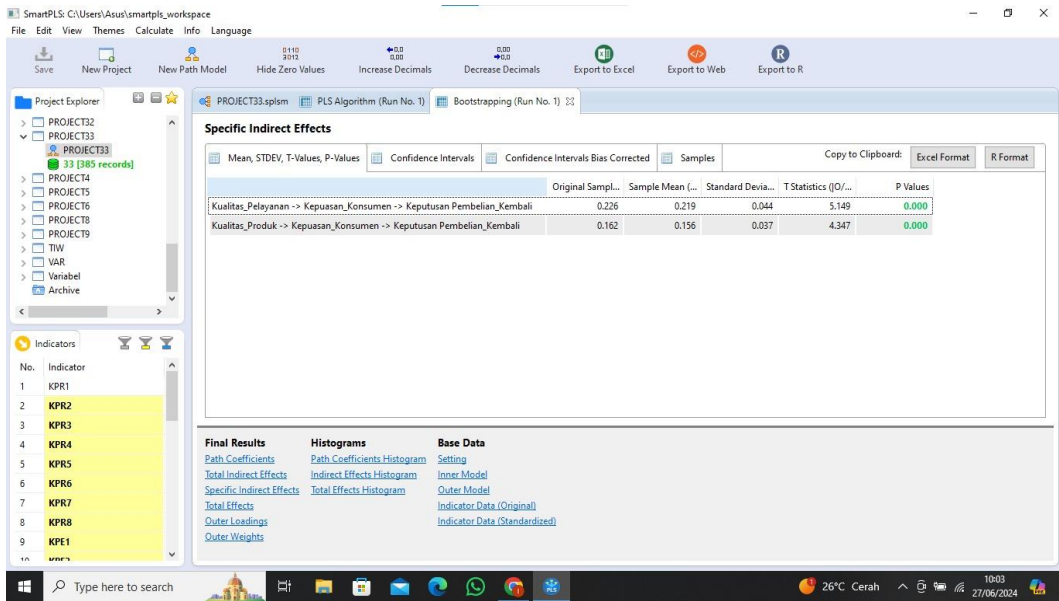 SmartPLS: C:\Users\Asus\smartpls_workspace
File Edit View Themes Calculate Info Language
Save New Project New Path Model Hide Zero Values Increase Decimals Decrease Decimals Export to Excel Export to Web Export to R
Project Explorer
PROJECT32
PROJECT33
PROJECT33
33 [385 records]
PROJECT4
PROJECT5
PROJECT6
PROJECT8
PROJECT9
TIW
VAR
Variabel
Archive
Indicators
No. Indicator
1 KPR1
2 KPR2
3 KPR3
4 KPR4
5 KPR5
6 KPR6
7 KPR7
8 KPR8
9 KPE1
PROJECT33.splsm PLS Algorithm (Run No. 1) Bootstrapping (Run No. 1)
Specific Indirect Effects
Mean, STDEV, T-Values, P-Values Confidence Intervals Confidence Intervals Bias Corrected Samples Copy to Clipboard: Excel Format R Format
Original Sampl... Sample Mean (... Standard Devia... T Statistics (|O/... P Values
Kualitas_Pelayanan -> Kepuasan_Konsumen -> Keputusan Pembelian_Kembali 0.226 0.219 0.044 5.149 0.000
Kualitas_Produk -> Kepuasan_Konsumen -> Keputusan Pembelian_Kembali 0.162 0.156 0.037 4.347 0.000
Final Results Histograms Base Data
Path Coefficients Path Coefficients Histogram Setting
Total Indirect Effects Indirect Effects Histogram Inner Model
Specific Indirect Effects Total Effects Histogram Outer Model
Total Effects Indicator Data (Original)
Outer Loadings Indicator Data (Standardized)
Outer Weights
Type here to search
26°C Cerah
10:03
27/06/2024